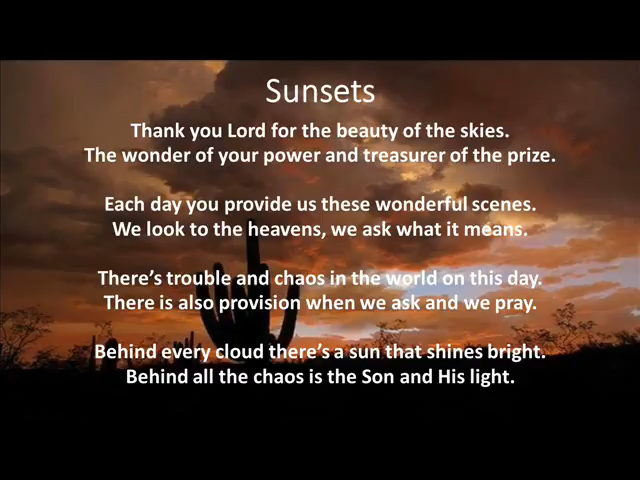 Sunsets
Thank you Lord for the beauty of the skies.
The wonder of your power and treasurer of the prize.
Each day you provide us these wonderful scenes.
We look to the heavens, we ask what it means.
There's trouble and chaos in the world on this day.
There is also provision when we ask and we pray.
Behind every cloud there's a sun that shines bright.
Behind all the chaos is the Son and His light.